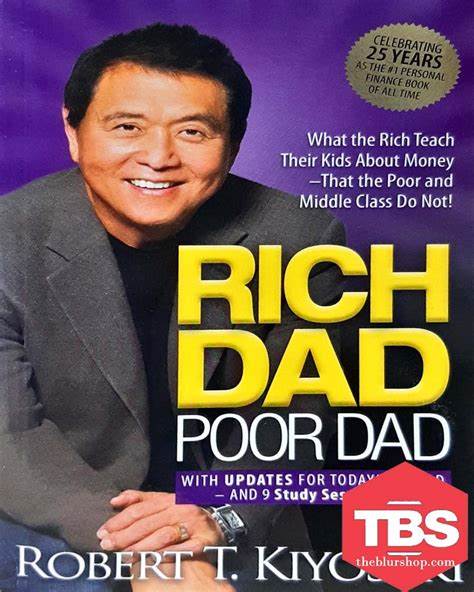 CELEBRATING
25 YEARS
AS THE #1 PERSONAL
FINANCE BOOK
OF ALL TIME
What the Rich Teach
Their Kids About Money
—That the Poor and
Middle Class Do Not!
RICH
DAD
POOR DAD
WITH UPDATES FOR
— AND 9 Study
TBS
theblurshop.com
ROBERT T.